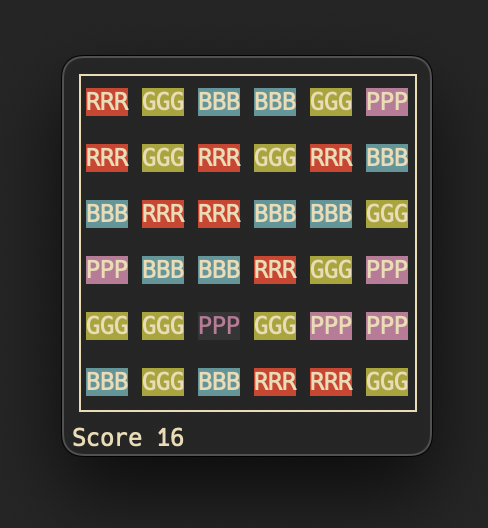 RRR GGG BBB BBB GGG PPP
RRR GGG RRR GGG RRR BBB
BBB RRR RRR BBB BBB GGG
PPP BBB BBB RRR GGG PPP
GGG GGG PPP GGG PPP PPP
BBB GGG BBB RRR RRR GGG
Score 16